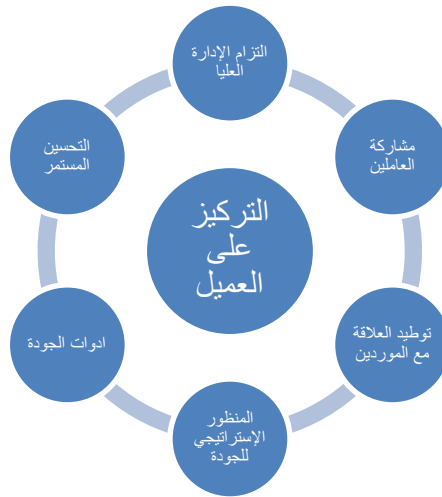 التزام الإدارة
العليا
مشاركة
العاملين
توطيد العلاقة
مع الموردين
المنظور
الإستراتيجي
للجودة
ادوات الجودة
التحسين
المستمر
التركيز
على
العميل